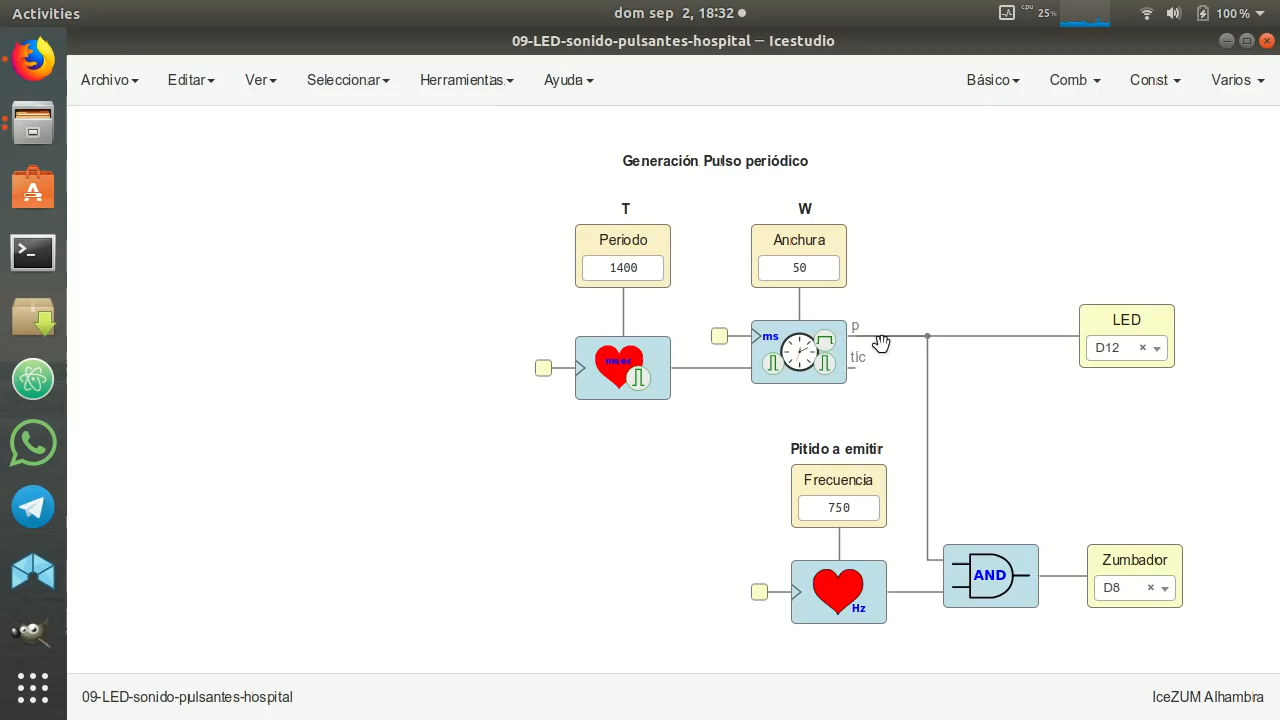 Activities
dom sep 2, 18:32
cpu 25%
100 %
09-LED-sonido-pulsantes-hospital — Icestudio
Archivo Editar Ver Seleccionar Herramientas Ayuda Básico Comb Const Varios
Generación Pulso periódico
T W
Periodo Anchura
1400 50
p
LED
ms
tic
D12 ×
msec
Pitido a emitir
Frecuencia
750
Zumbador
AND
D8 ×
Hz
09-LED-sonido-pulsantes-hospital IceZUM Alhambra